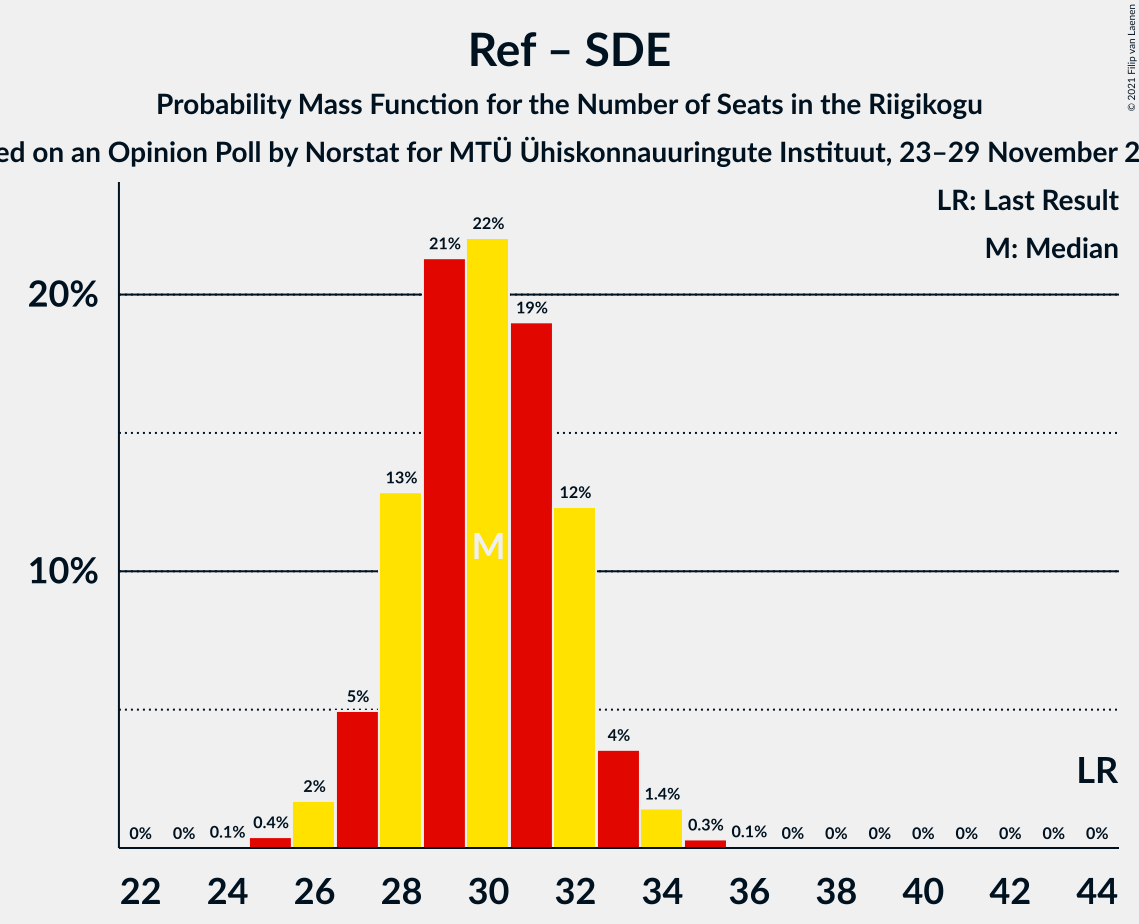 Ref – SDE
Probability Mass Function for the Number of Seats in the Riigikogu
ed on an Opinion Poll by Norstat for MTÜ Ühiskonnauuringute Instituut, 23–29 November 2
© 2021 Filip van Laenen
LR: Last Result
M: Median
22%
21%
20%
19%
13%
12%
M
10%
5%
4%
LR
2%
1.4%
0% 0% 0.1% 0.4% 0.3% 0.1% 0% 0% 0% 0% 0% 0% 0% 0%
22 24 26 28 30 32 34 36 38 40 42 44